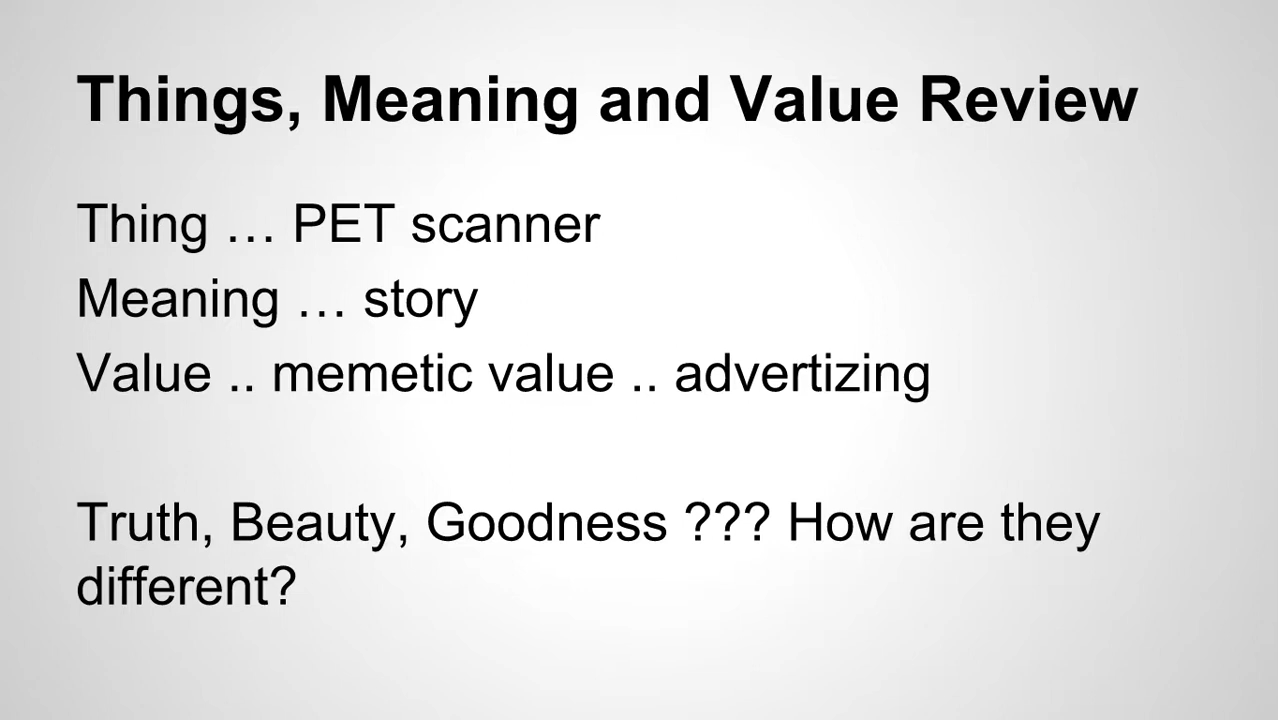 Things, Meaning and Value Review
Thing … PET scanner
Meaning … story
Value .. memetic value .. advertizing
Truth, Beauty, Goodness ??? How are they
different?